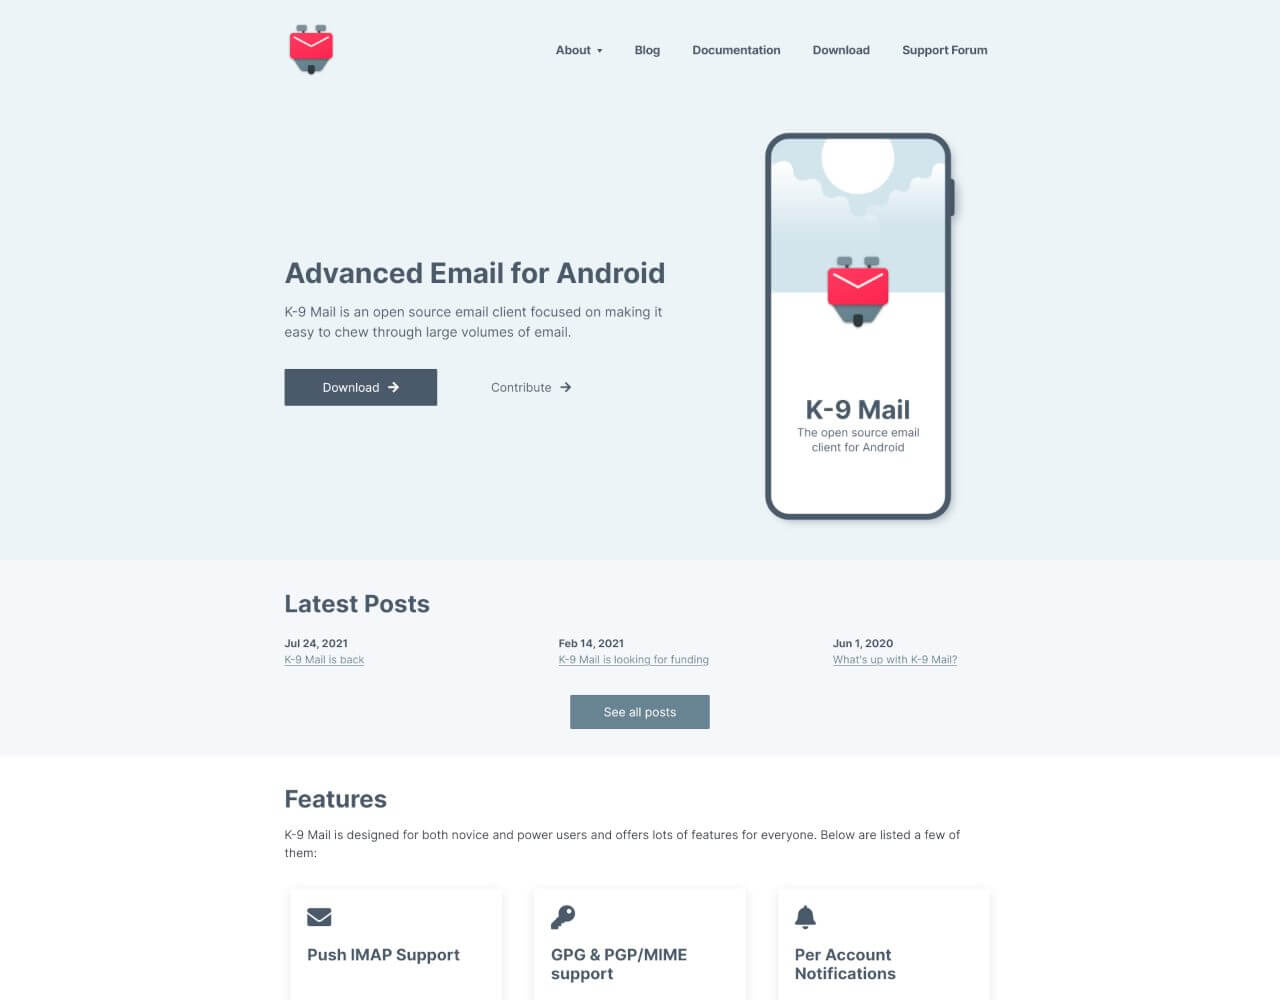 About ▾ Blog Documentation Download Support Forum
Advanced Email for Android
K-9 Mail is an open source email client focused on making it
easy to chew through large volumes of email.
Download → Contribute →
K-9 Mail
The open source email
client for Android
Latest Posts
Jul 24, 2021
K-9 Mail is back
Feb 14, 2021
K-9 Mail is looking for funding
Jun 1, 2020
What's up with K-9 Mail?
See all posts
Features
K-9 Mail is designed for both novice and power users and offers lots of features for everyone. Below are listed a few of
them:
Push IMAP Support
GPG & PGP/MIME
support
Per Account
Notifications